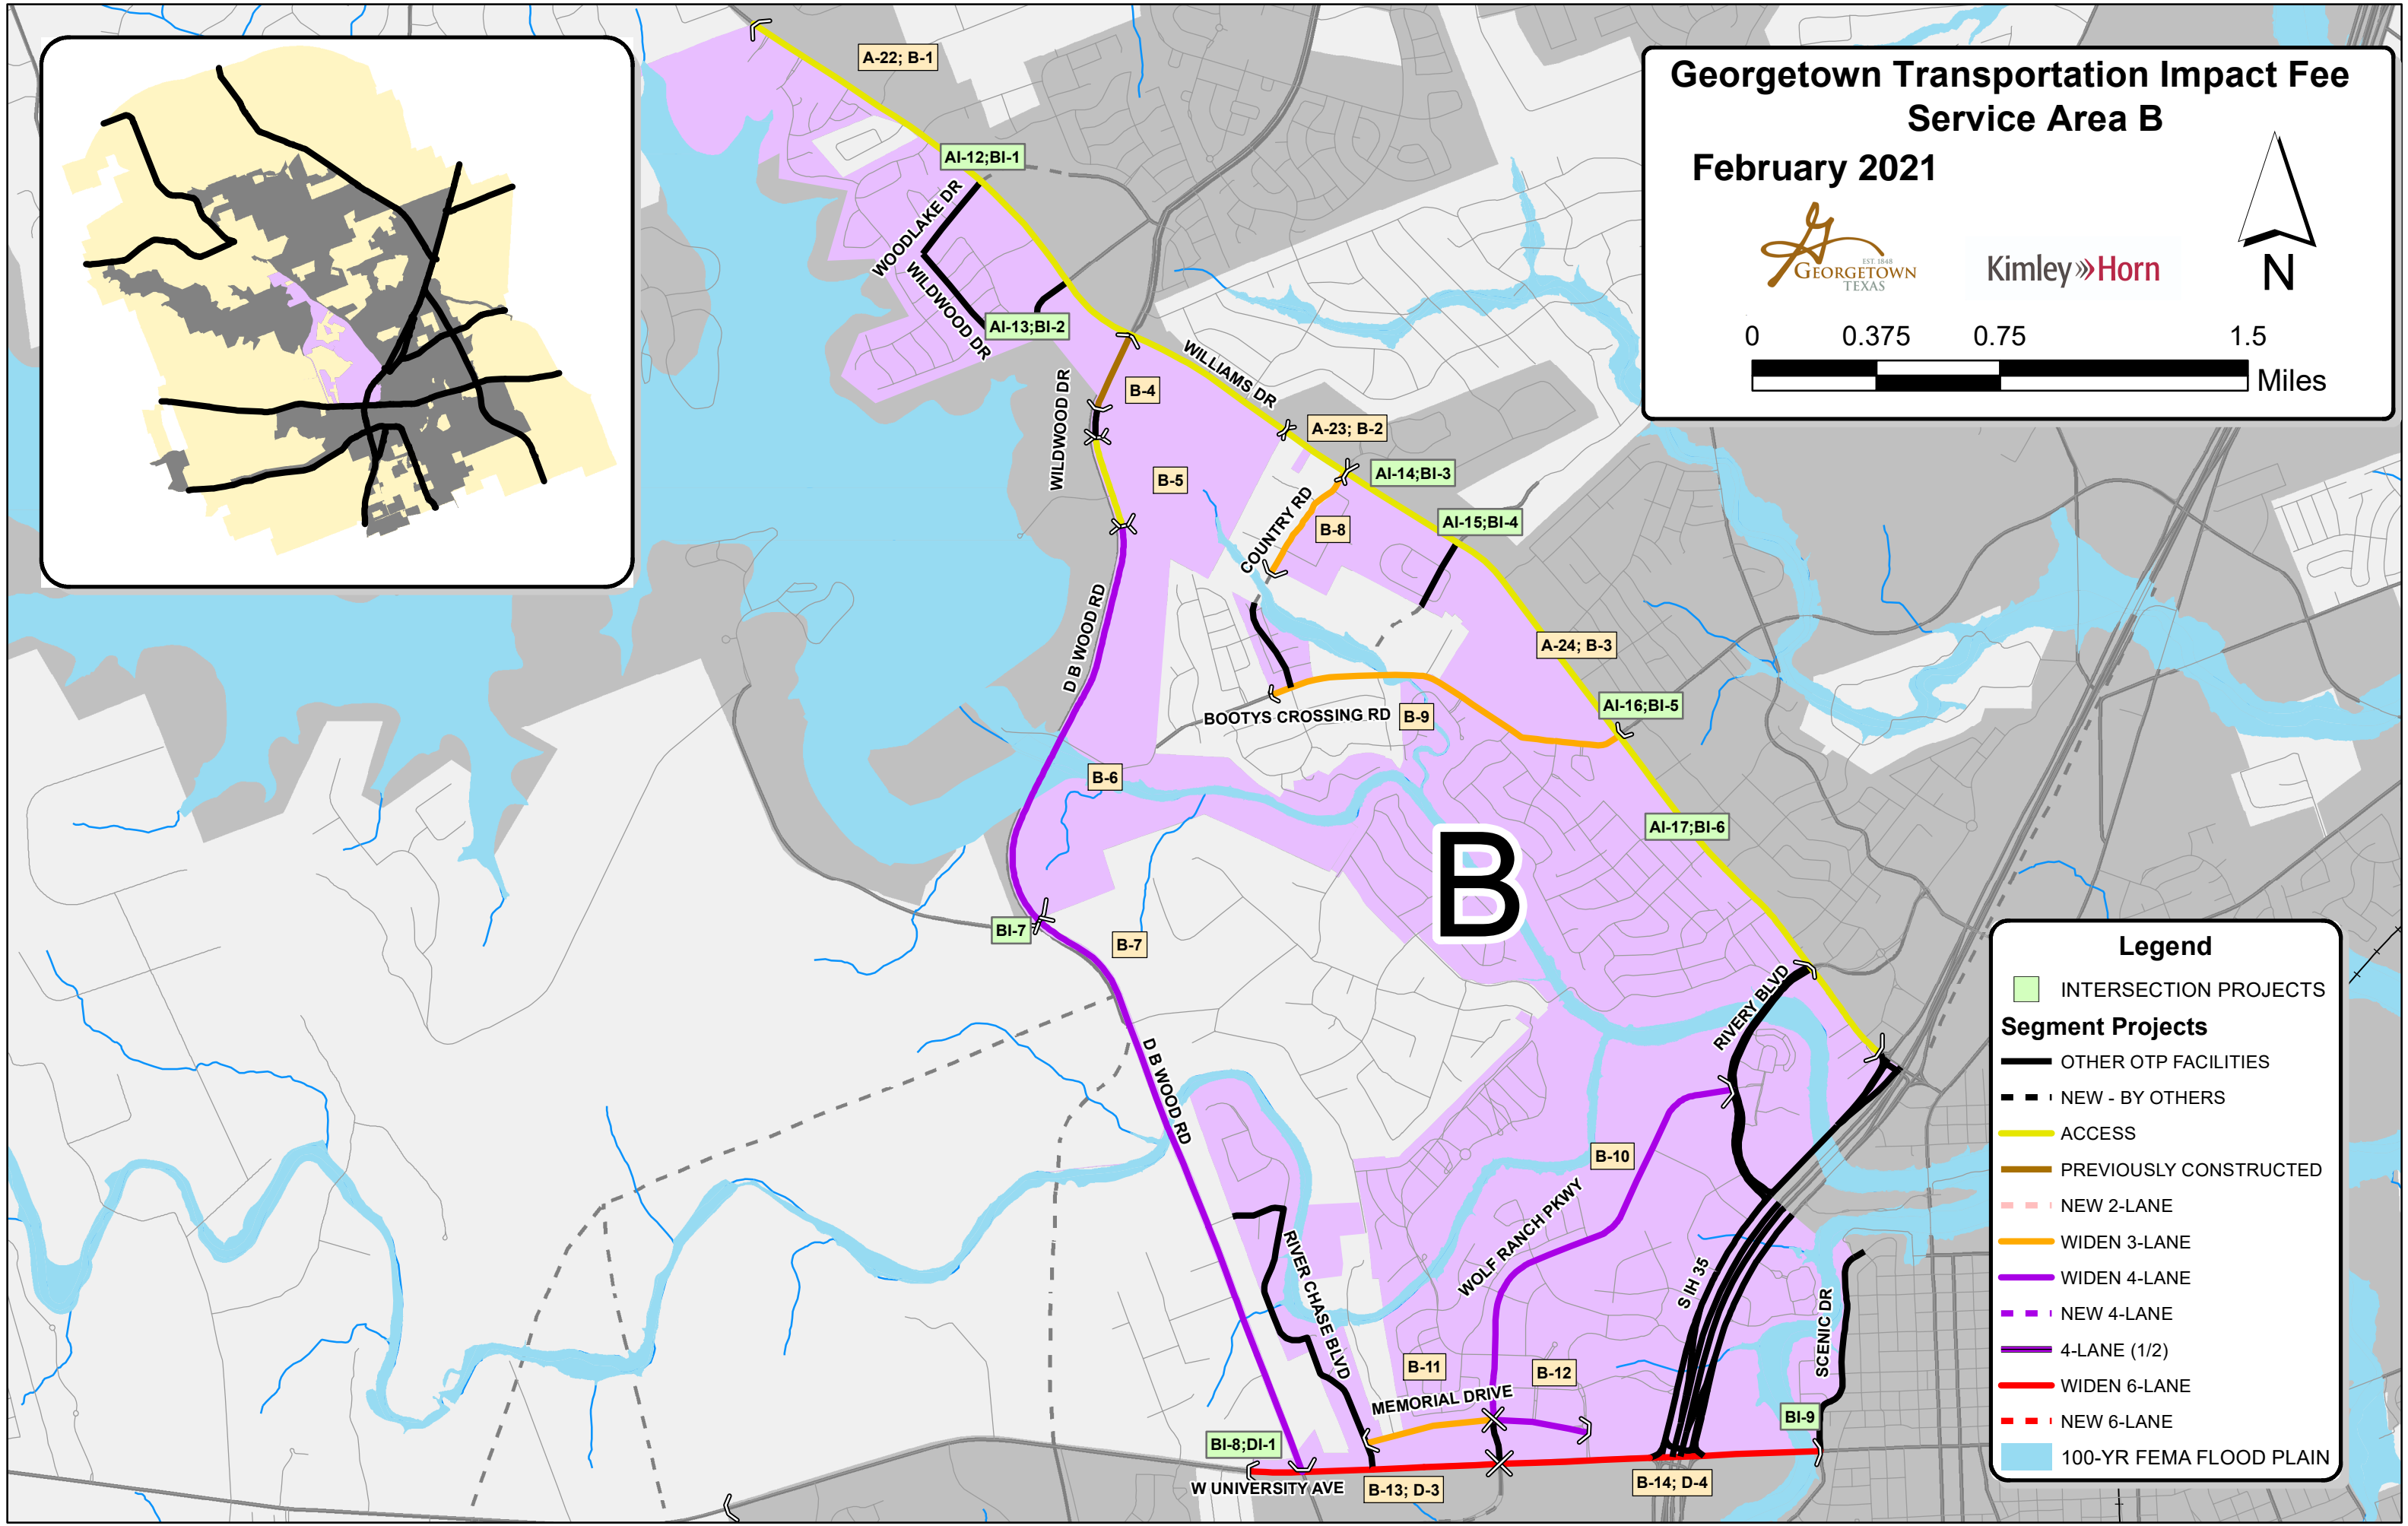 Georgetown Transportation Impact Fee
Service Area B
February 2021
EST. 1848
GEORGETOWN
TEXAS
Kimley»Horn
N
0 0.375 0.75 1.5
Miles
A-22; B-1
AI-12;BI-1
WOODLAKE DR
WILDWOOD DR
AI-13;BI-2
WILLIAMS DR
WILDWOOD DR
B-4
A-23; B-2
B-5
AI-14;BI-3
COUNTRY RD
B-8
AI-15;BI-4
D B WOOD RD
A-24; B-3
BOOTYS CROSSING RD
B-9
AI-16;BI-5
B-6
AI-17;BI-6
B
BI-7
B-7
RIVERY BLVD
D B WOOD RD
B-10
WOLF RANCH PKWY
RIVER CHASE BLVD
S IH 35
SCENIC DR
B-11
B-12
MEMORIAL DRIVE
BI-9
BI-8;DI-1
W UNIVERSITY AVE
B-13; D-3
B-14; D-4
Legend
INTERSECTION PROJECTS
Segment Projects
OTHER OTP FACILITIES
NEW - BY OTHERS
ACCESS
PREVIOUSLY CONSTRUCTED
NEW 2-LANE
WIDEN 3-LANE
WIDEN 4-LANE
NEW 4-LANE
4-LANE (1/2)
WIDEN 6-LANE
NEW 6-LANE
100-YR FEMA FLOOD PLAIN